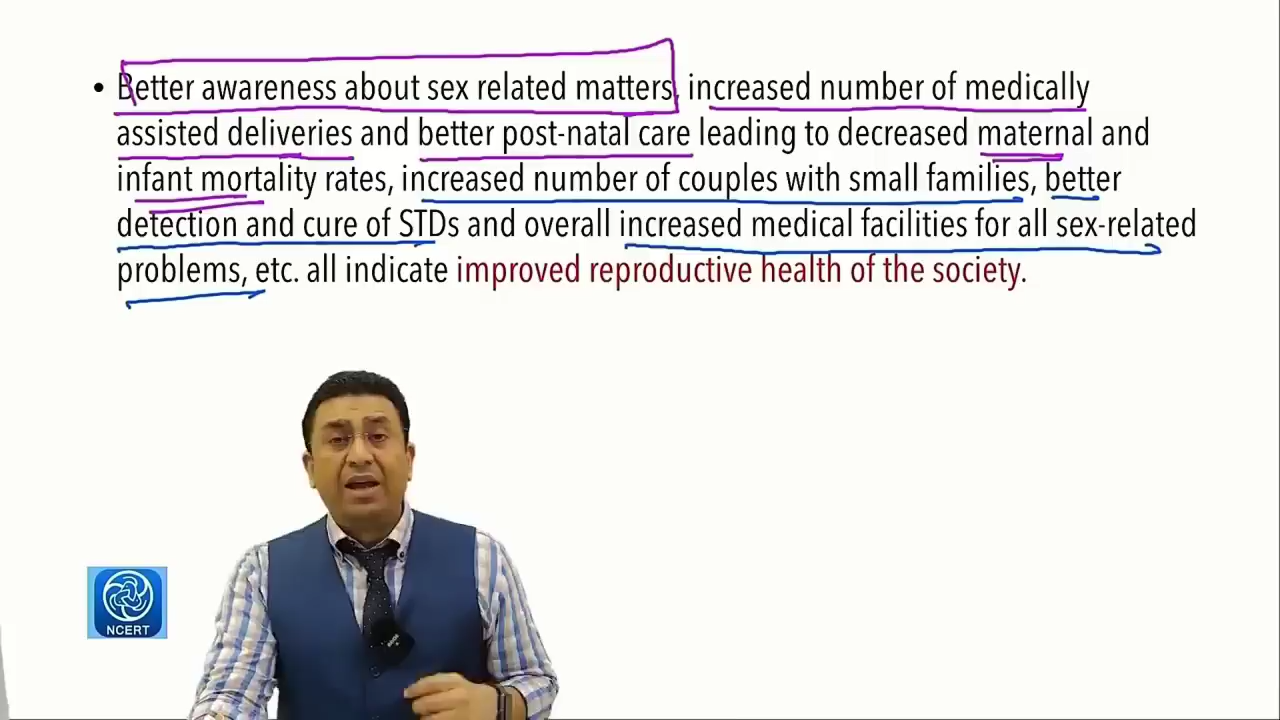 • Better awareness about sex related matters, increased number of medically
assisted deliveries and better post-natal care leading to decreased maternal and
infant mortality rates, increased number of couples with small families, better
detection and cure of STDs and overall increased medical facilities for all sex-related
problems, etc. all indicate improved reproductive health of the society.
NCERT